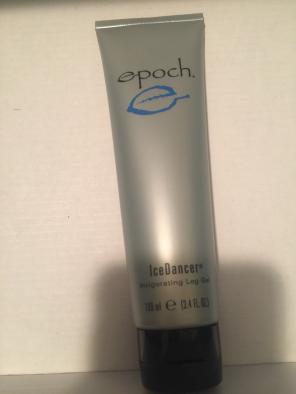 epoch®
IceDancer®
Invigorating Leg Gel
100 ml e (3.4 FL. OZ.)